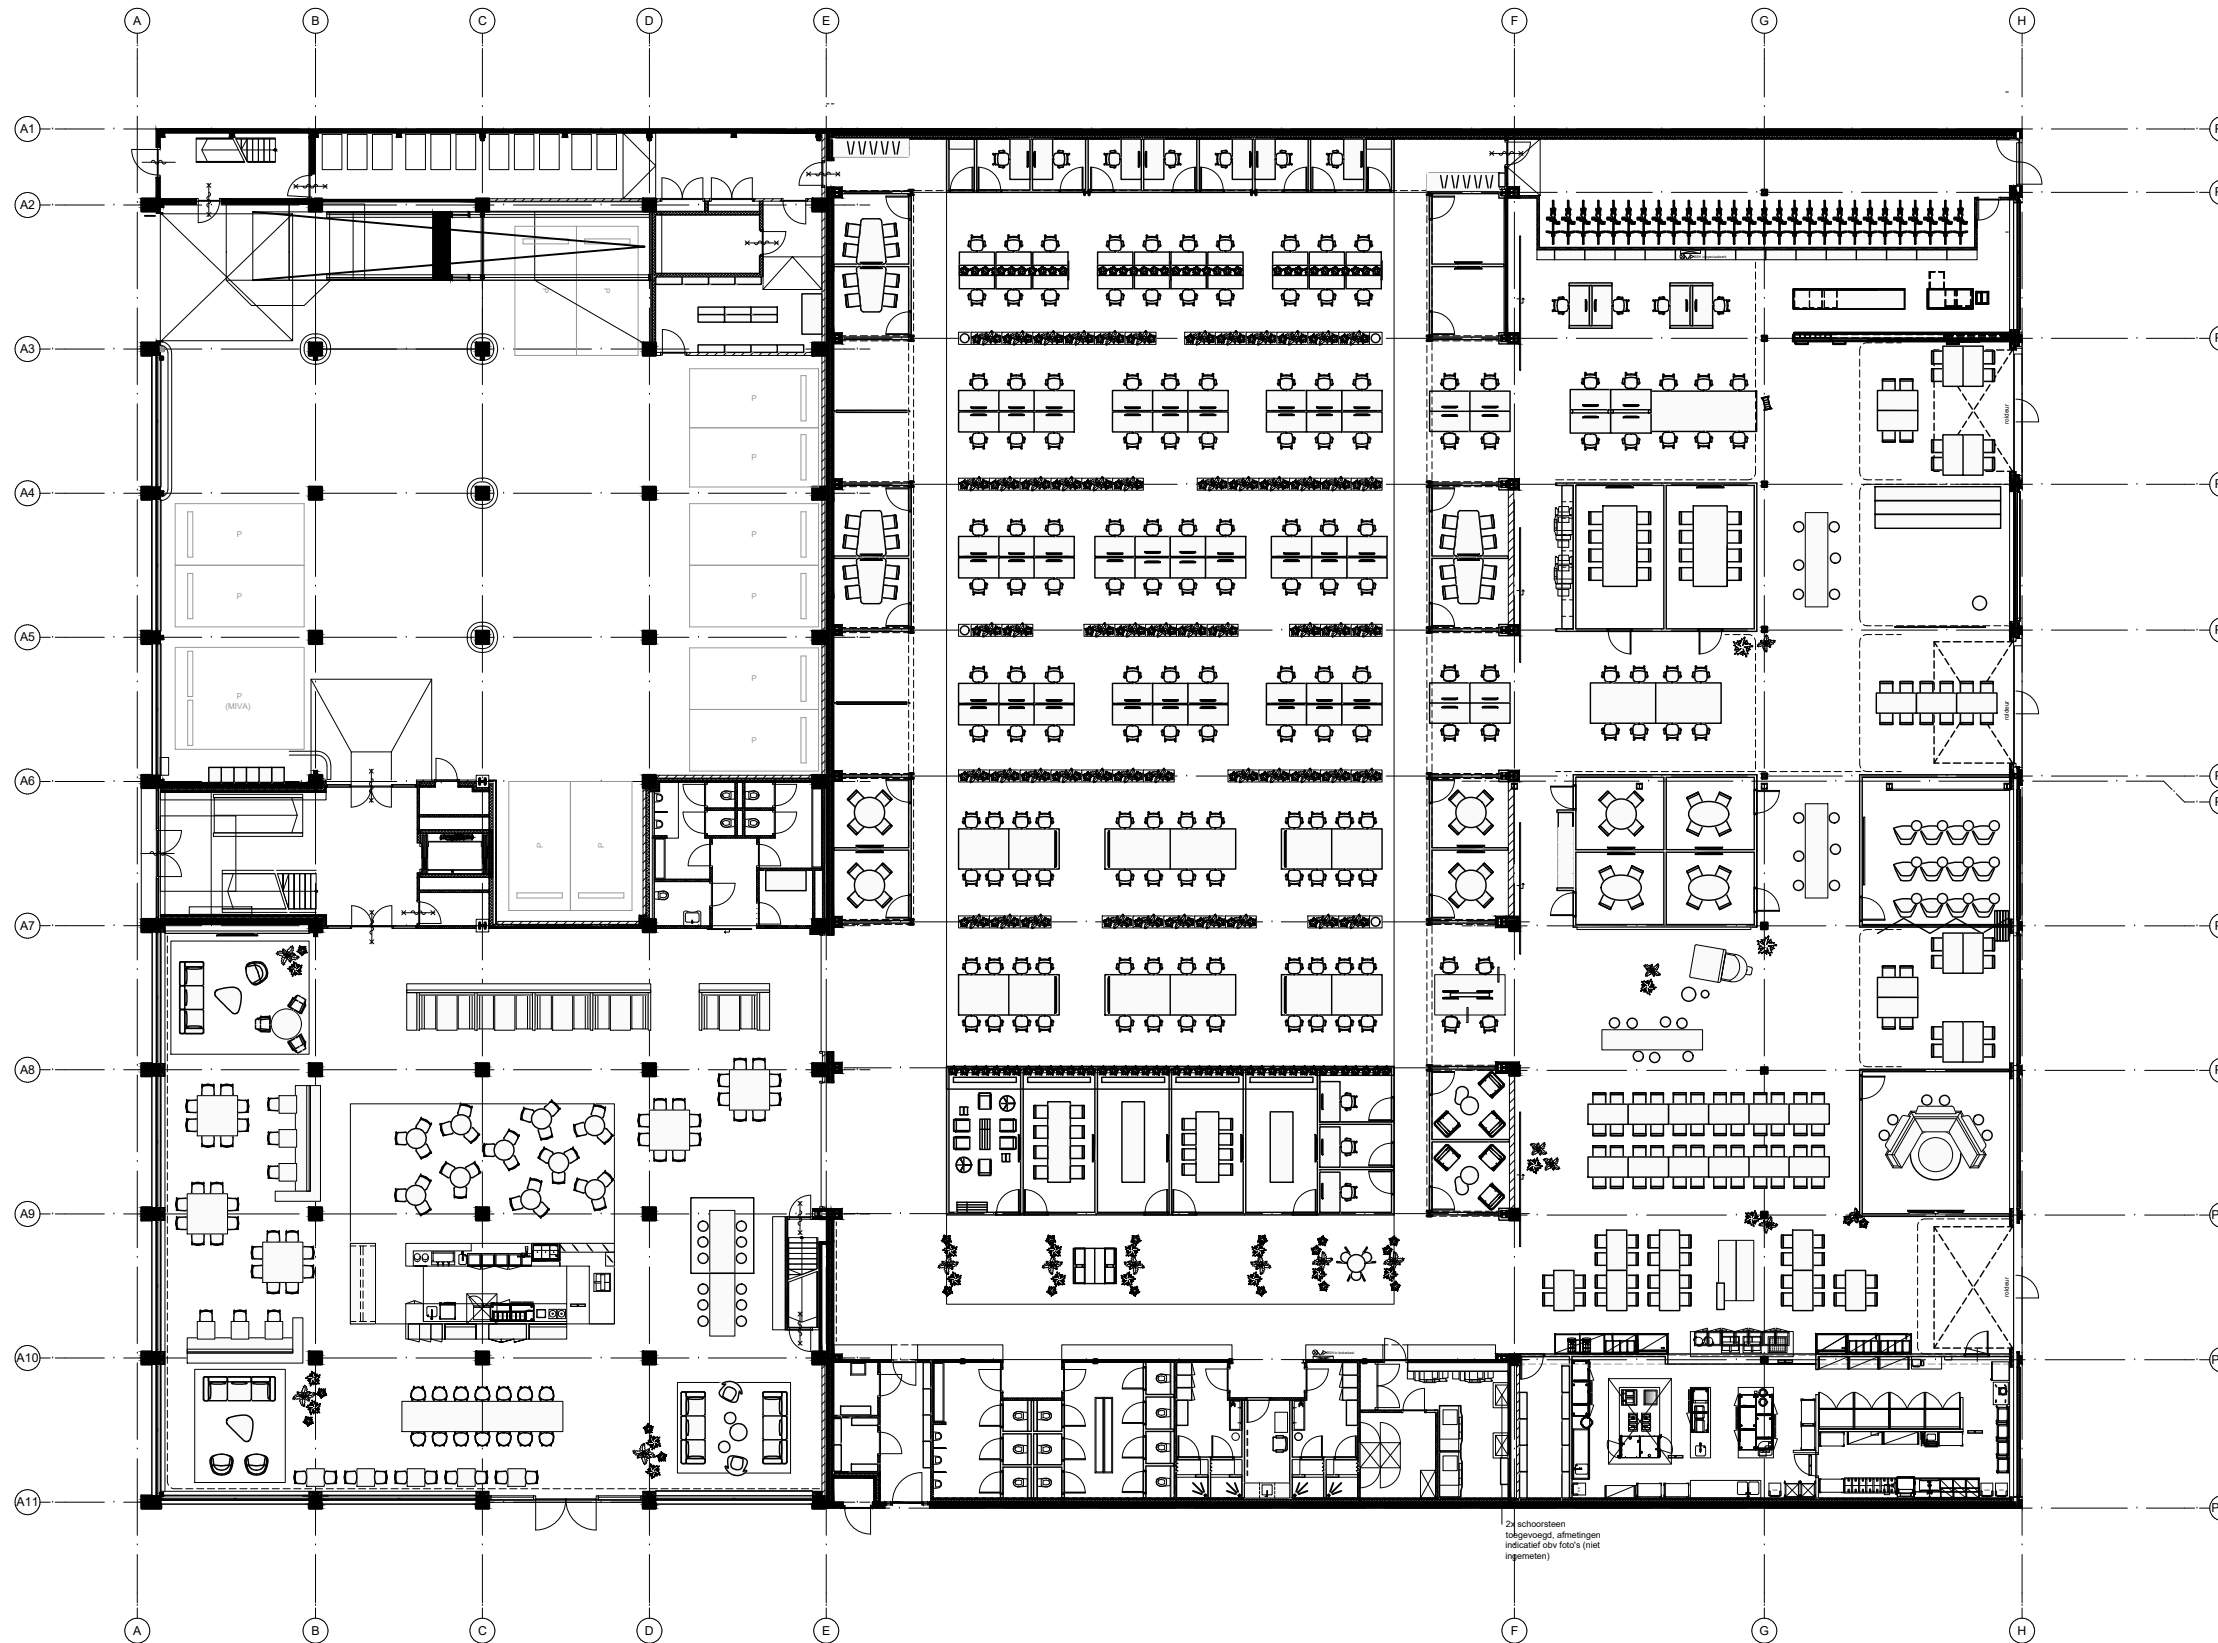 A B C D E F G H
A1
A2
A3
A4
A5
A6
A7
A8
A9
A10
A11
P
P
P
P
P
P
P
P
P
P
(MIVA)
P
P
P
P
roldeur
roldeur
roldeur
2x schoorsteen
toegevoegd, afmetingen
indicatief obv foto's (niet
ingemeten)
A B C D E F G H